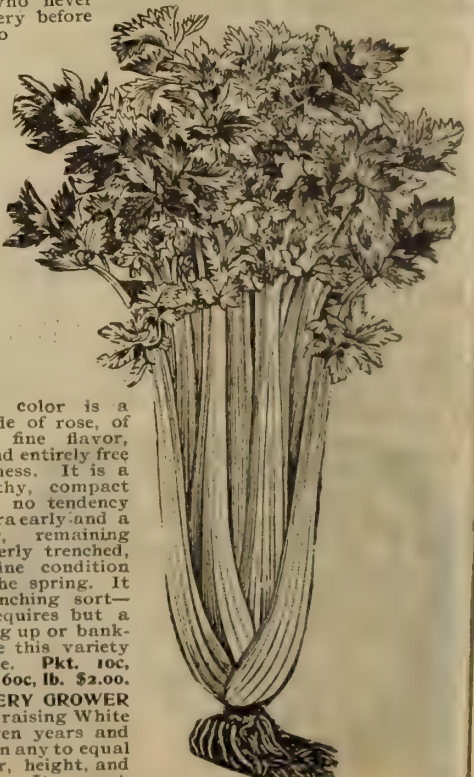 who never
ery before
o
color is a
de of rose, of
fine flavor,
nd entirely free
ness. It is a
thy, compact
no tendency
ra early and a
, remaining
erly trenched,
ine condition
he spring. It
nching sort—
equires but a
g up or bank-
e this variety
e. Pkt. 10c,
60c, lb. $2.00.
ERY GROWER
raising White
en years and
n any to equal
r, height, and